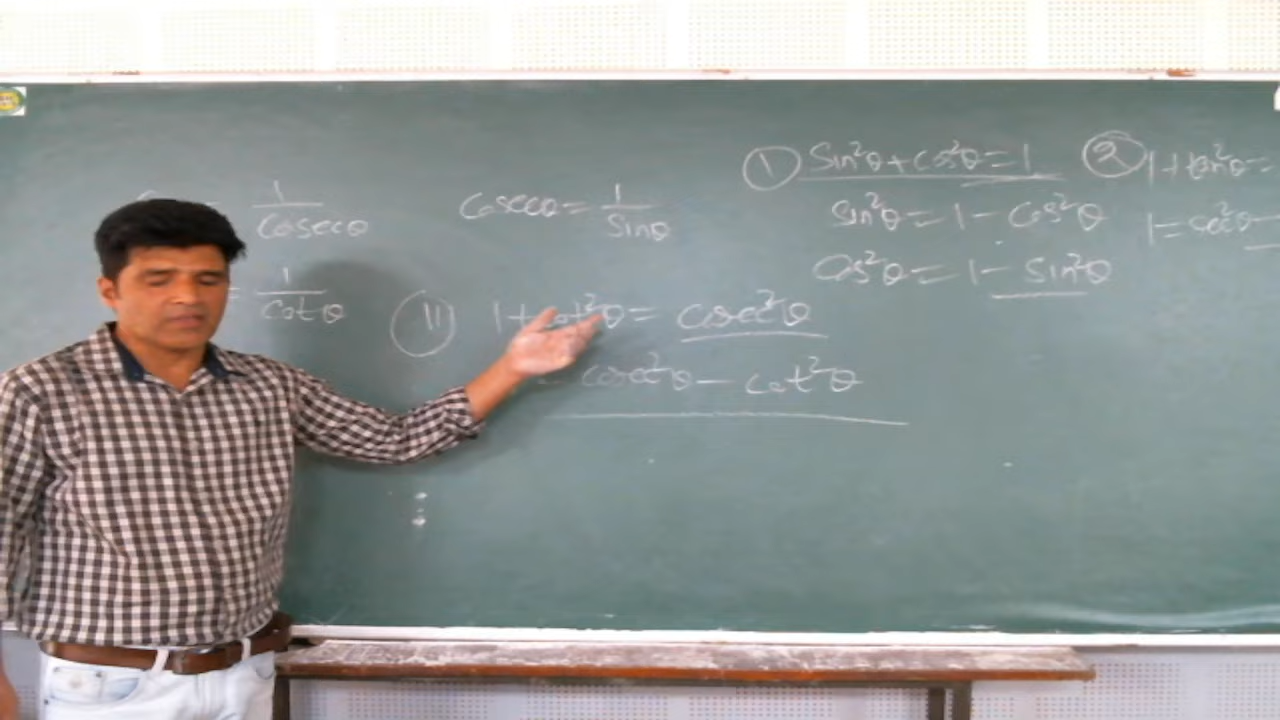 = 1/cosecθ
= 1/cotθ
cosecθ = 1/sinθ
① Sin²θ + cos²θ = 1
Sin²θ = 1 - cos²θ
Cos²θ = 1 - Sin²θ
② 1 + tan²θ =
1 = sec²θ -
11 1 + cot²θ = cosec²θ
= cosec²θ - cot²θ